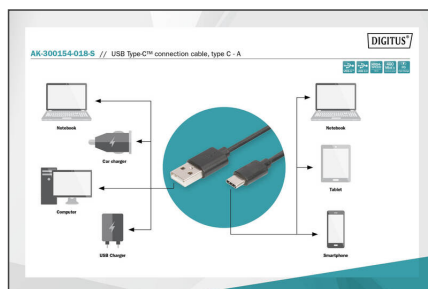 DIGITUS®
AK-300154-018-S // USB Type-C™ connection cable, type C - A
Notebook
Notebook
Car charger
Tablet
Computer
USB Charger
Smartphone